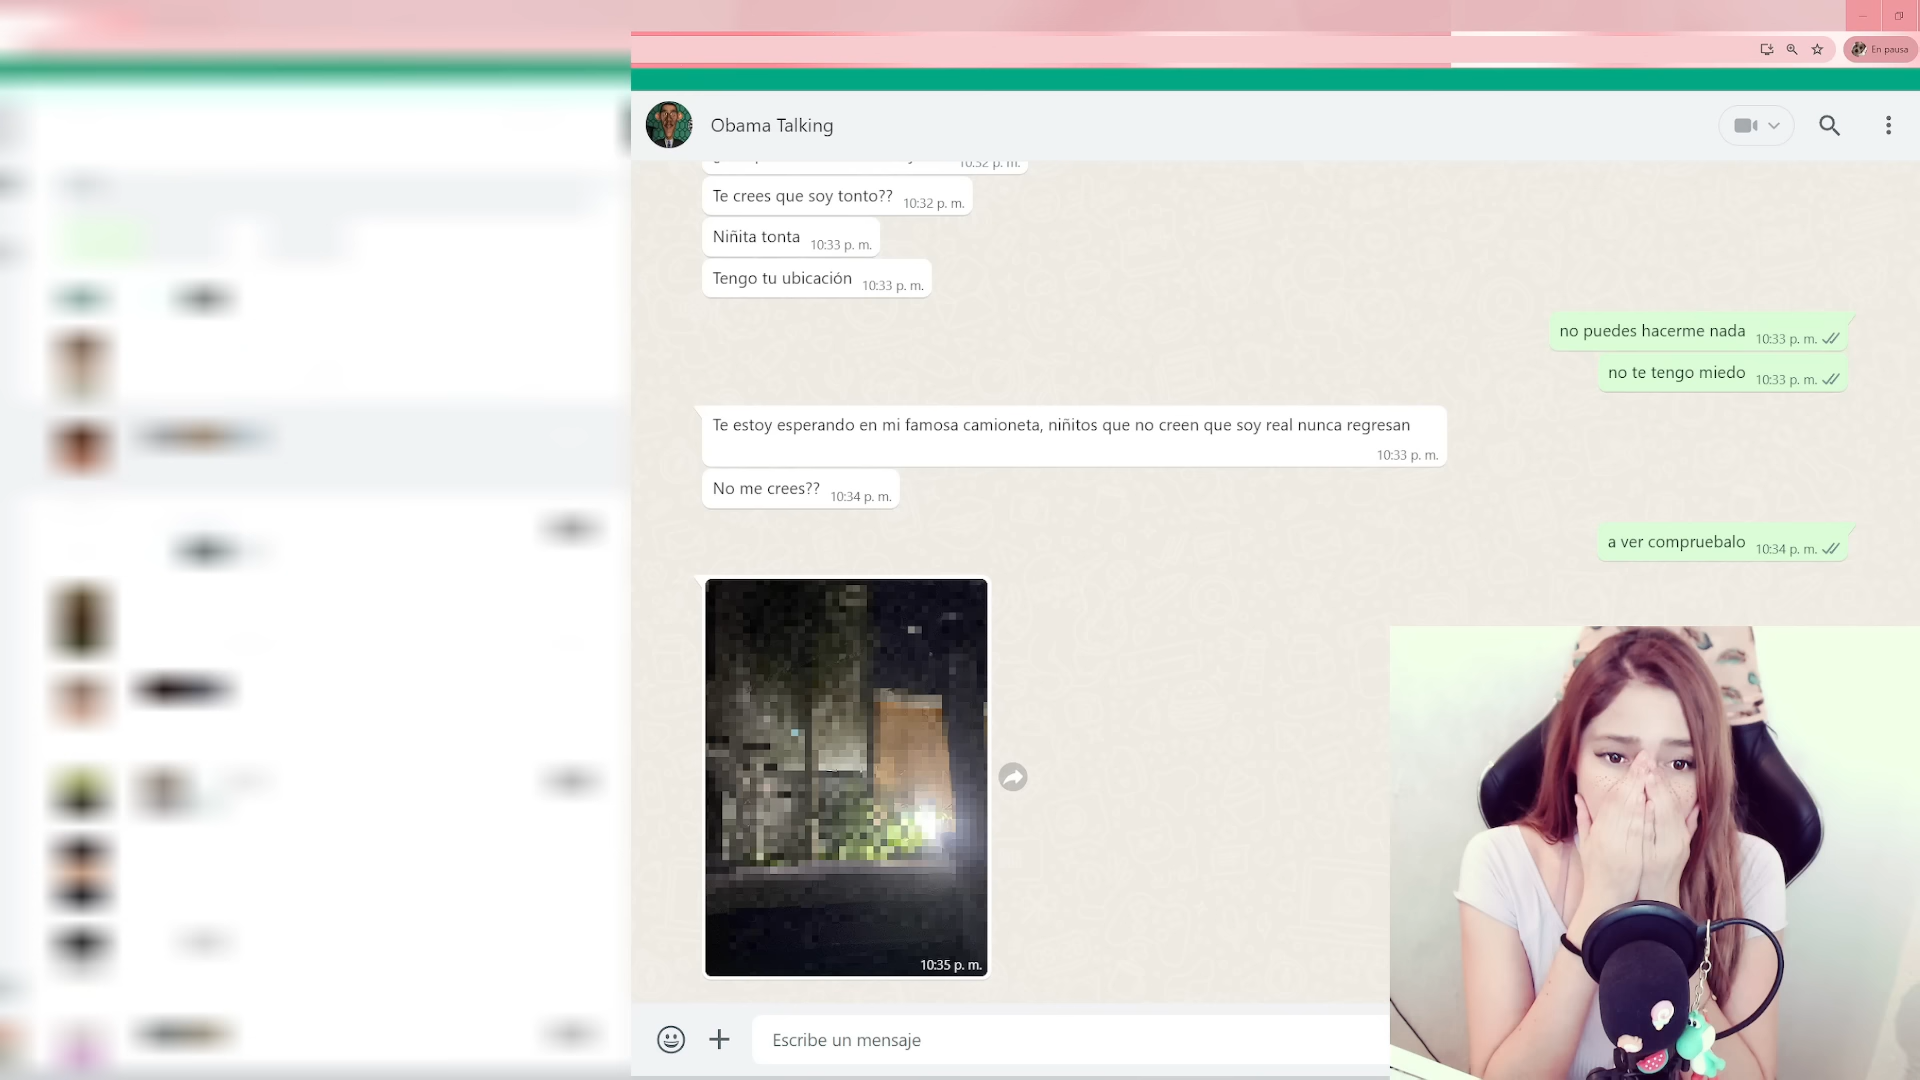 En pausa
Obama Talking
10:32 p. m.
Te crees que soy tonto?? 10:32 p. m.
Niñita tonta 10:33 p. m.
Tengo tu ubicación 10:33 p. m.
no puedes hacerme nada 10:33 p. m.
no te tengo miedo 10:33 p. m.
Te estoy esperando en mi famosa camioneta, niñitos que no creen que soy real nunca regresan
10:33 p. m.
No me crees?? 10:34 p. m.
a ver compruebalo 10:34 p. m.
10:35 p. m.
Escribe un mensaje